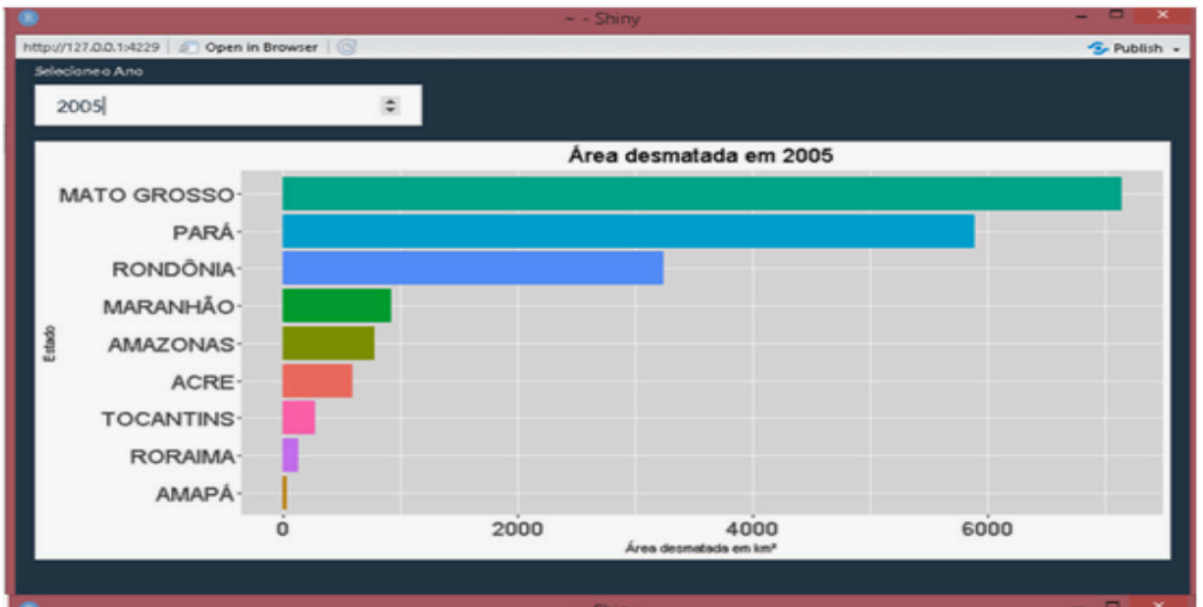 ~ - Shiny
http://127.0.0.1:4229 Open in Browser Publish
Selecione o Ano
2005
Área desmatada em 2005
MATO GROSSO
PARÁ
RONDÔNIA
MARANHÃO
AMAZONAS
ACRE
TOCANTINS
RORAIMA
AMAPÁ
Estado
0 2000 4000 6000
Área desmatada em km²